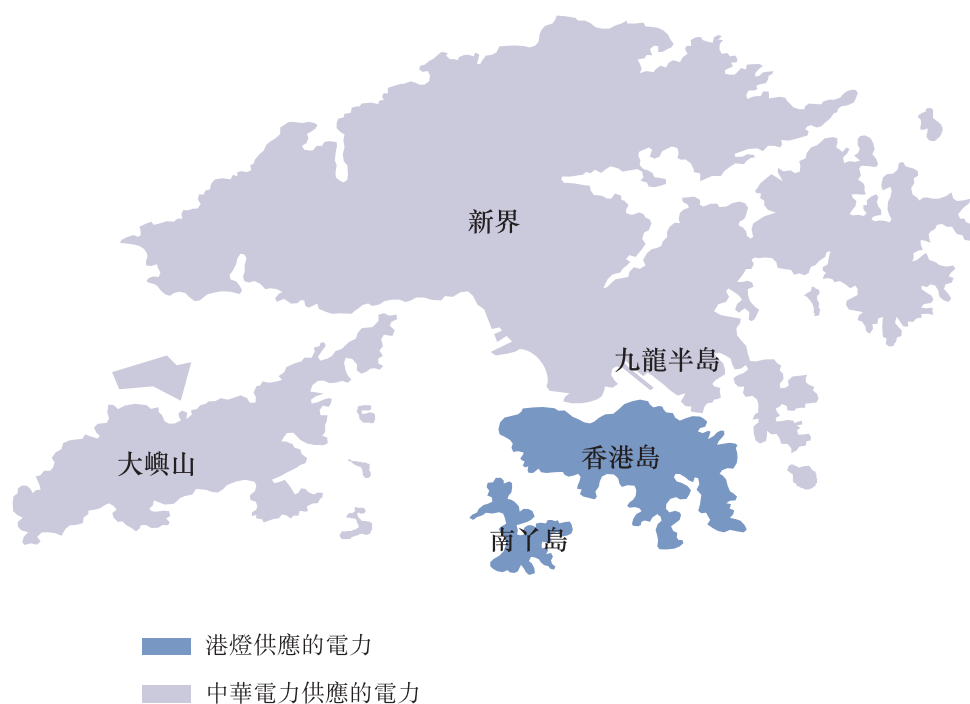 新界
九龍半島
香港島
大嶼山
南丫島
港燈供應的電力
中華電力供應的電力